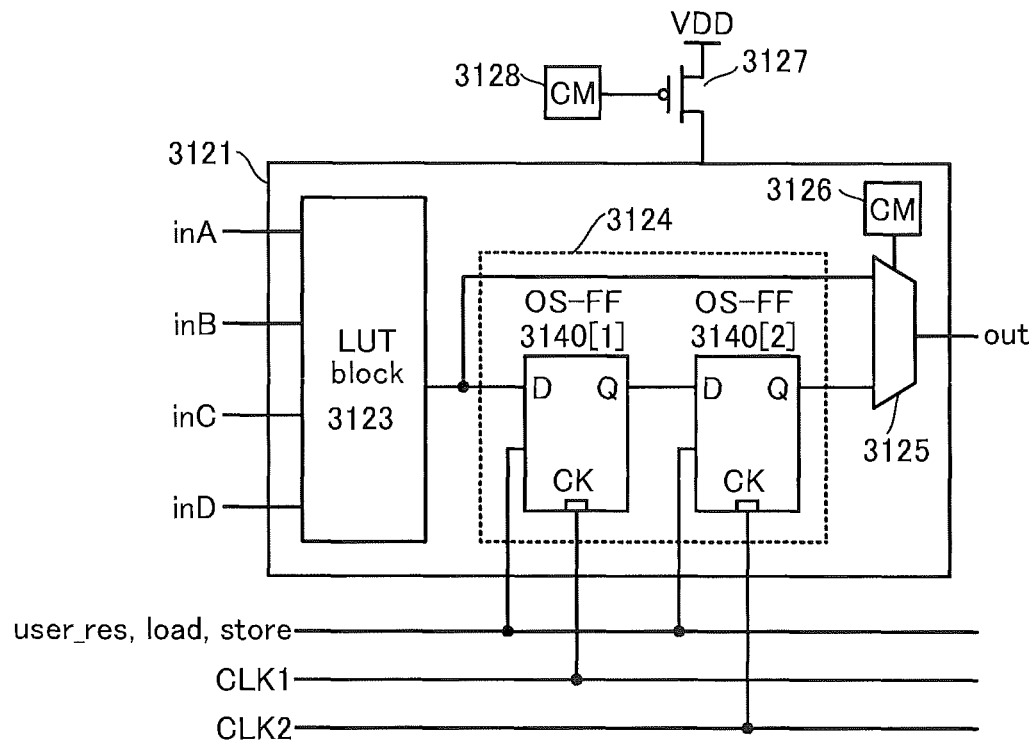 VDD
3128
CM
3127
3121
3126
CM
inA
3124
OS-FF
3140[1]
OS-FF
3140[2]
inB
LUT
block
3123
D
Q
D
Q
out
inC
3125
CK
CK
inD
user_res, load, store
CLK1
CLK2